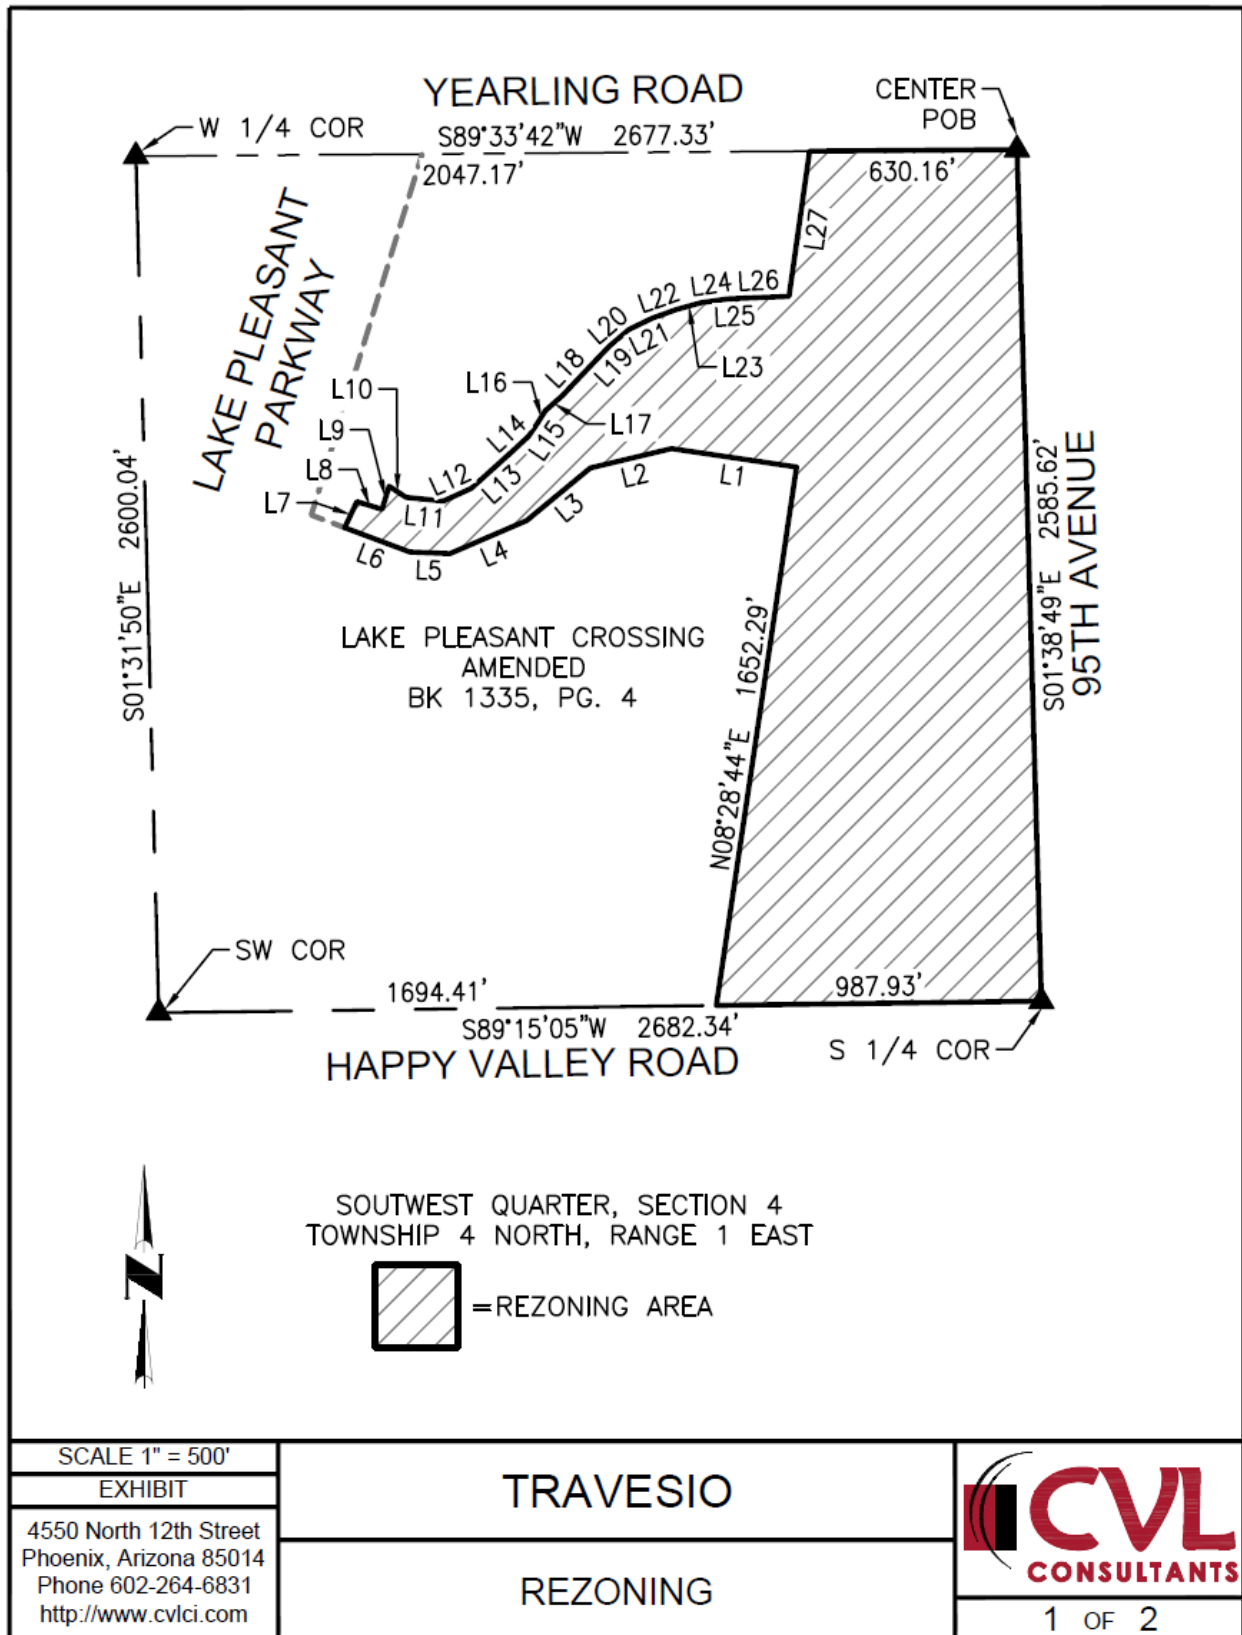 YEARLING ROAD
CENTER
POB
W 1/4 COR
S89°33'42"W 2677.33'
2047.17'
630.16'
LAKE PLEASANT
PARKWAY
L27
L26
L24
L22
L25
L20
L21
L23
L18
L19
L10
L16
L17
L9
L14
L15
L8
L12
L13
L2
L1
L7
L11
L3
L6
L5
L4
S01°31'50"E 2600.04'
S01°38'49"E 2585.62'
95TH AVENUE
LAKE PLEASANT CROSSING
AMENDED
BK 1335, PG. 4
N08°28'44"E 1652.29'
SW COR
1694.41'
987.93'
S89°15'05"W 2682.34'
S 1/4 COR
HAPPY VALLEY ROAD
N
SOUTWEST QUARTER, SECTION 4
TOWNSHIP 4 NORTH, RANGE 1 EAST
=REZONING AREA
SCALE 1" = 500'
EXHIBIT
4550 North 12th Street
Phoenix, Arizona 85014
Phone 602-264-6831
http://www.cvlci.com
TRAVESIO
REZONING
CVL
CONSULTANTS
1 OF 2